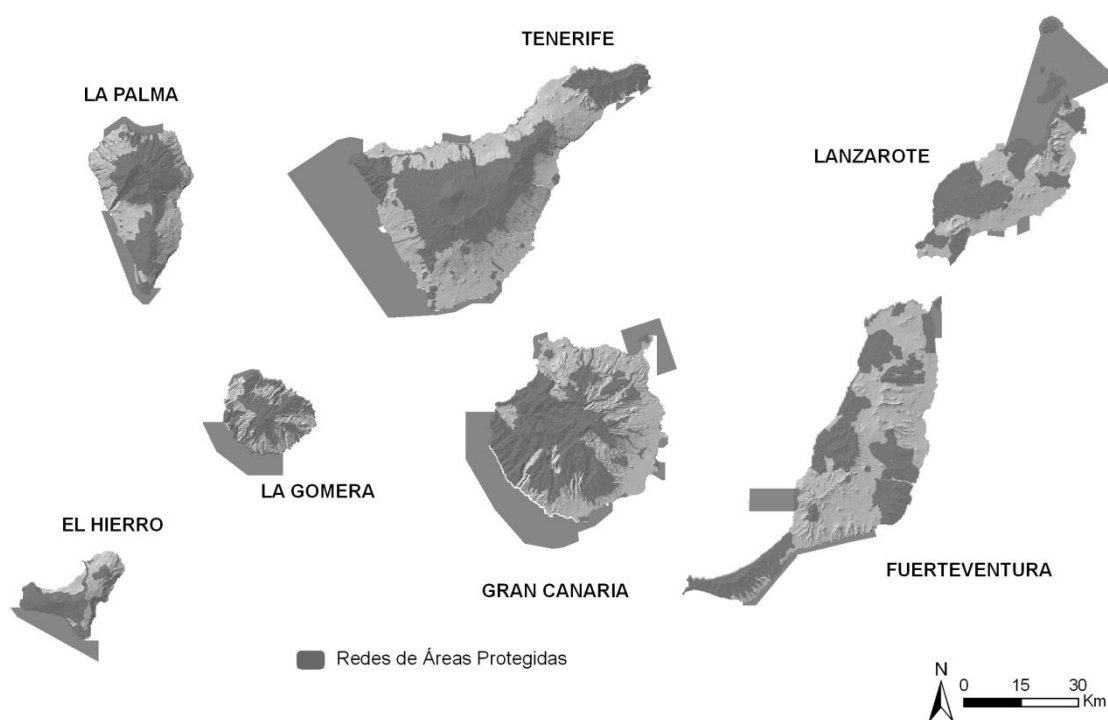 TENERIFE
LA PALMA
LANZAROTE
LA GOMERA
EL HIERRO
GRAN CANARIA
FUERTEVENTURA
Redes de Áreas Protegidas
N
0 15 30
Km